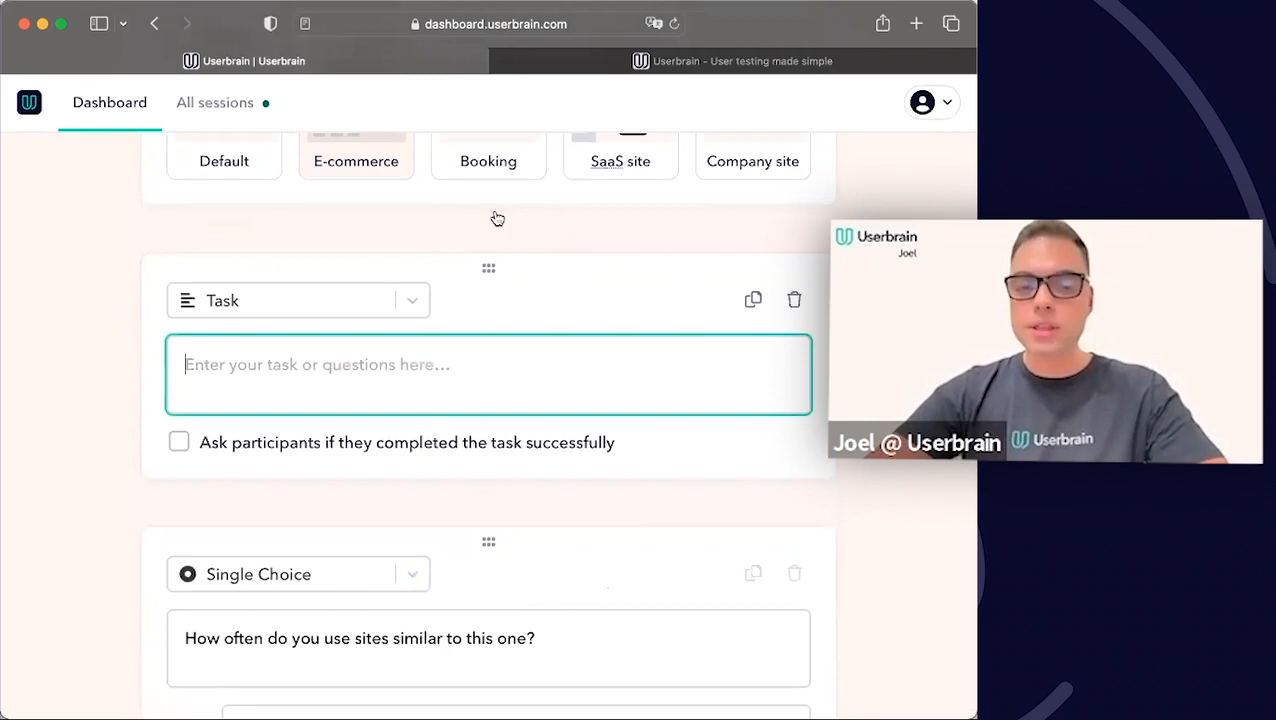 dashboard.userbrain.com
Userbrain | Userbrain
Userbrain - User testing made simple
Dashboard
All sessions
Default
E-commerce
Booking
SaaS site
Company site
Task
Enter your task or questions here...
Ask participants if they completed the task successfully
Single Choice
How often do you use sites similar to this one?
Userbrain
Joel
Userbrain
Joel @ Userbrain